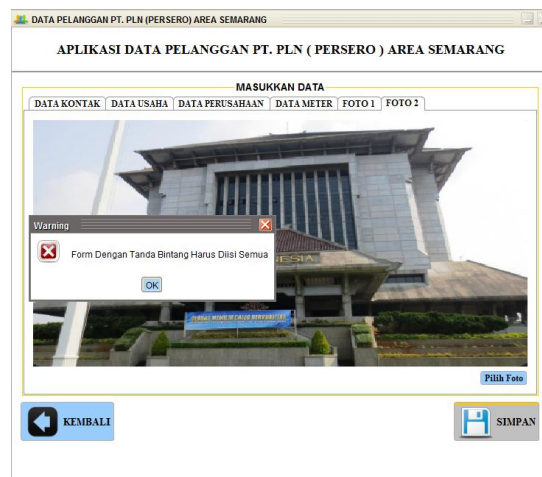 DATA PELANGGAN PT. PLN (PERSERO) AREA SEMARANG
APLIKASI DATA PELANGGAN PT. PLN ( PERSERO ) AREA SEMARANG
MASUKKAN DATA
DATA KONTAK
DATA USAHA
DATA PERUSAHAAN
DATA METER
FOTO 1
FOTO 2
Warning
Form Dengan Tanda Bintang Harus Diisi Semua
OK
NESIA
Pilih Foto
KEMBALI
SIMPAN